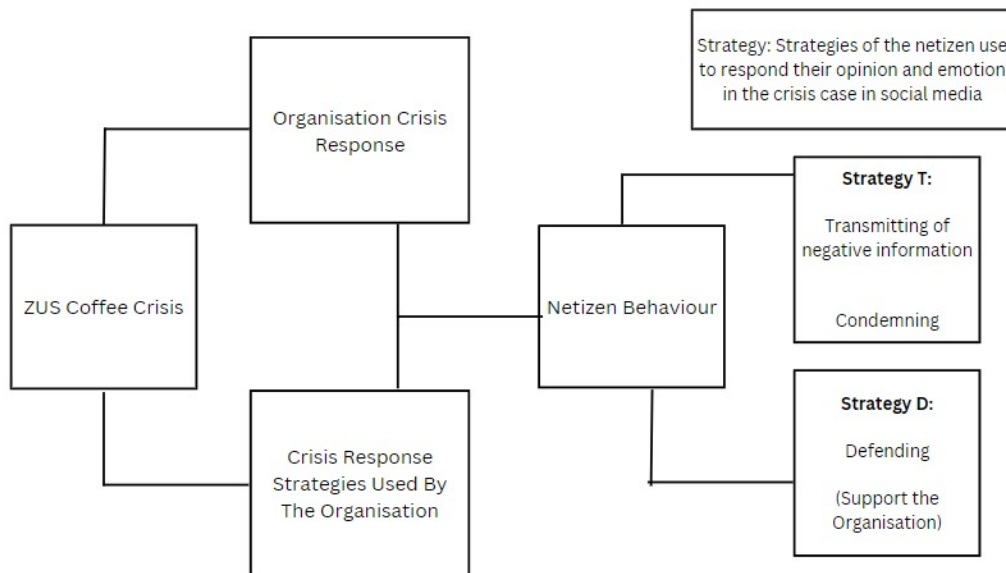 Strategy: Strategies of the netizen use
to respond their opinion and emotion
in the crisis case in social media
Organisation Crisis
Response
ZUS Coffee Crisis
Netizen Behaviour
Strategy T:
Transmitting of
negative information
Condemning
Crisis Response
Strategies Used By
The Organisation
Strategy D:
Defending
(Support the
Organisation)